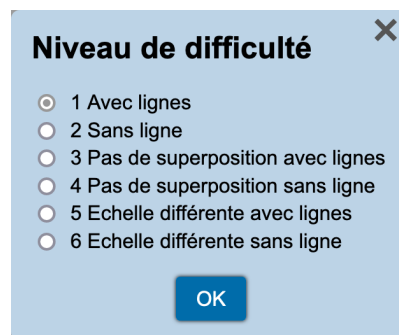 Niveau de difficulté
1 Avec lignes
2 Sans ligne
3 Pas de superposition avec lignes
4 Pas de superposition sans ligne
5 Echelle différente avec lignes
6 Echelle différente sans ligne
OK